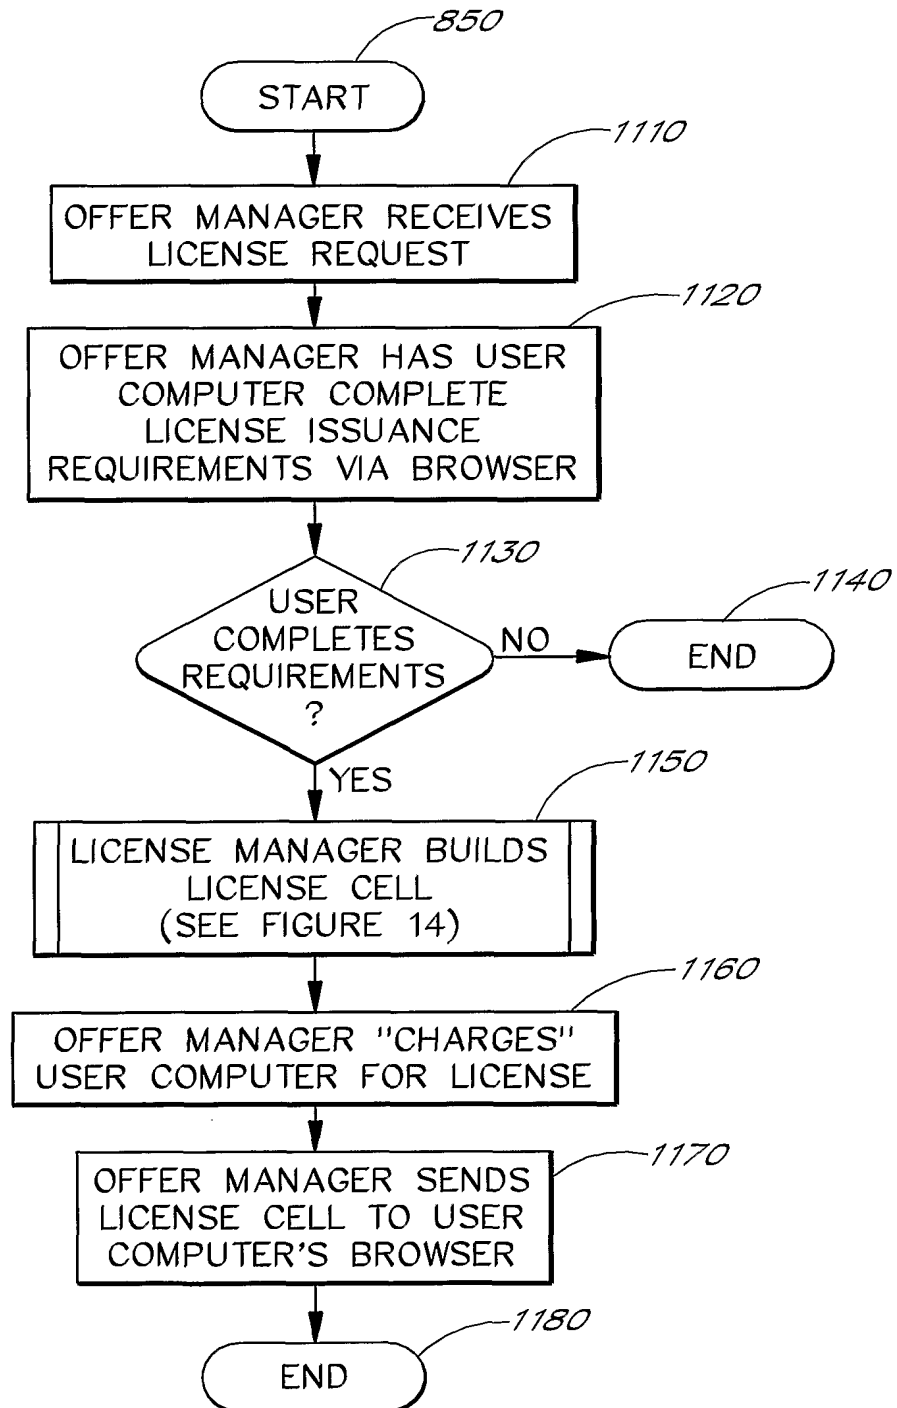 850
START
1110
OFFER MANAGER RECEIVES
LICENSE REQUEST
1120
OFFER MANAGER HAS USER
COMPUTER COMPLETE
LICENSE ISSUANCE
REQUIREMENTS VIA BROWSER
1130
USER
COMPLETES
REQUIREMENTS
?
NO
1140
END
YES
1150
LICENSE MANAGER BUILDS
LICENSE CELL
(SEE FIGURE 14)
1160
OFFER MANAGER "CHARGES"
USER COMPUTER FOR LICENSE
1170
OFFER MANAGER SENDS
LICENSE CELL TO USER
COMPUTER'S BROWSER
1180
END